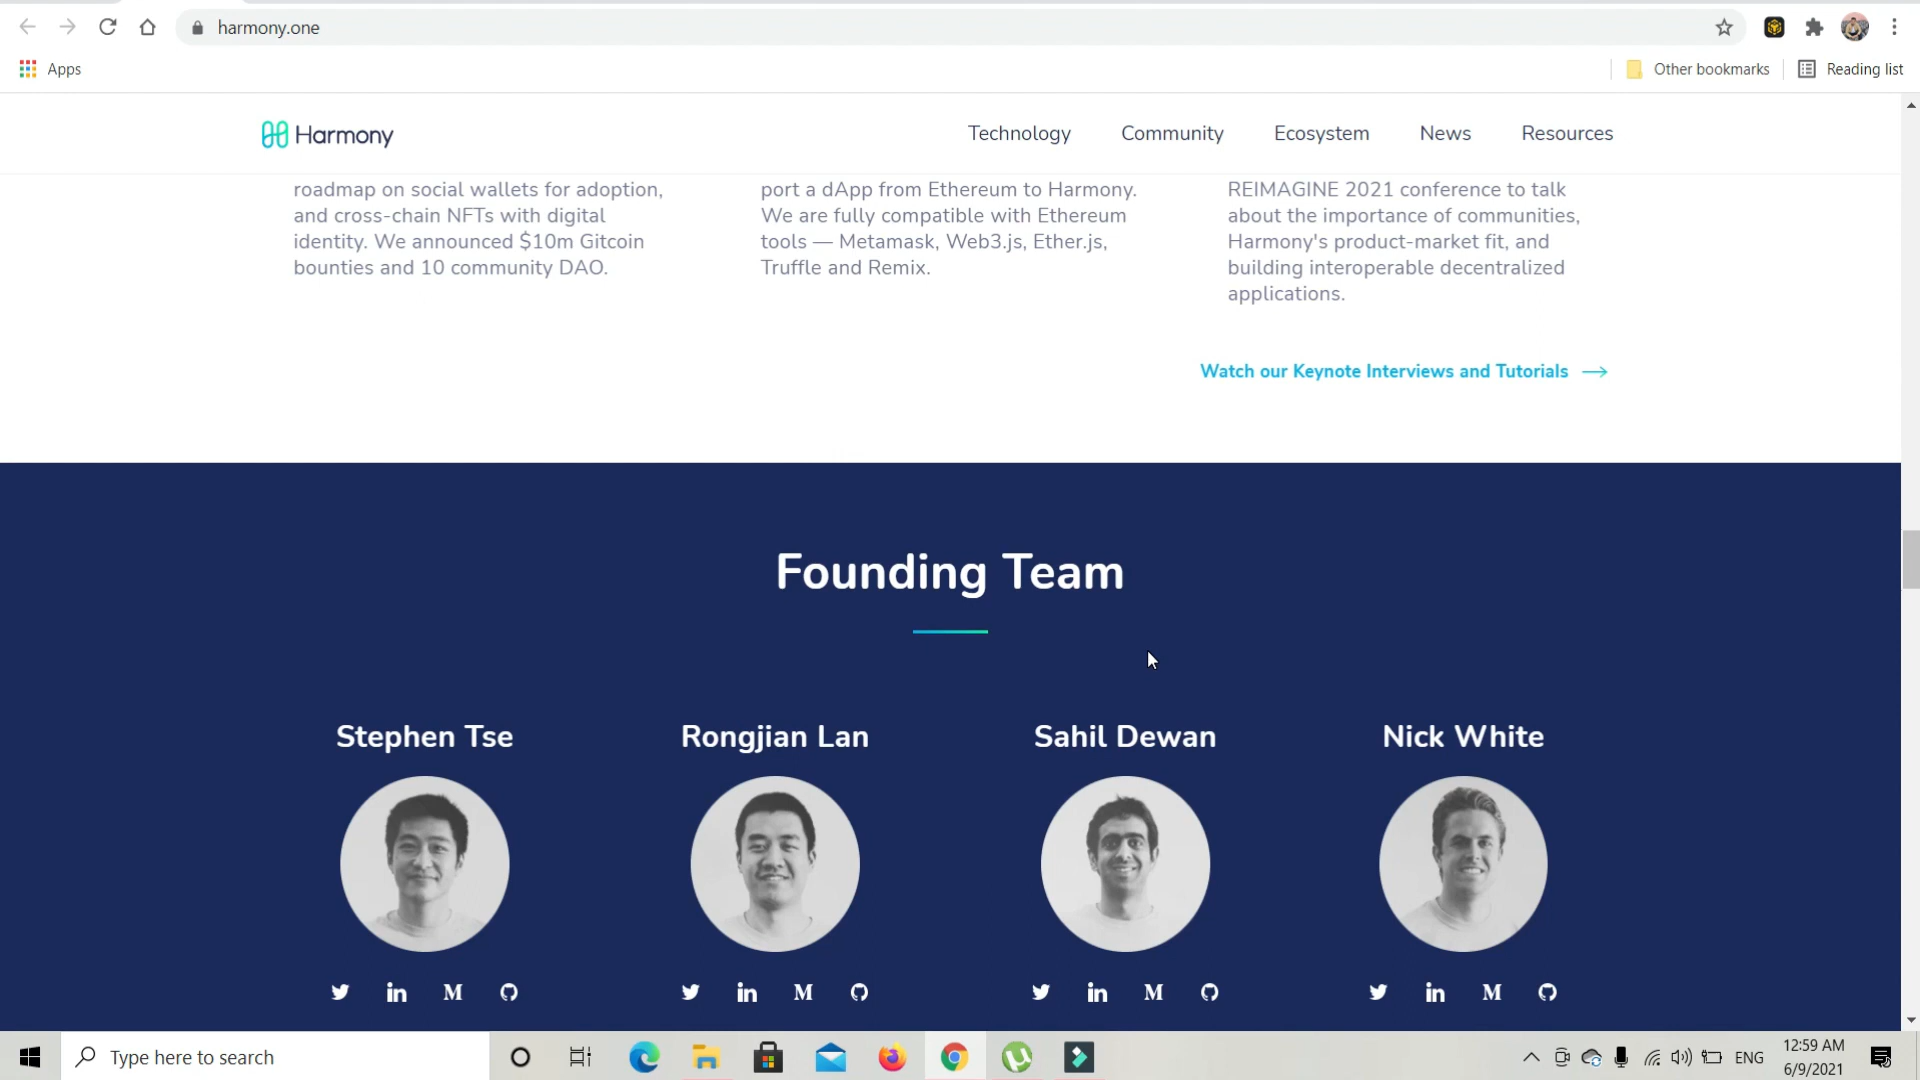 harmony.one
Apps
Other bookmarks
Reading list
Harmony
Technology
Community
Ecosystem
News
Resources
roadmap on social wallets for adoption,
and cross-chain NFTs with digital
identity. We announced $10m Gitcoin
bounties and 10 community DAO.
port a dApp from Ethereum to Harmony.
We are fully compatible with Ethereum
tools — Metamask, Web3.js, Ether.js,
Truffle and Remix.
REIMAGINE 2021 conference to talk
about the importance of communities,
Harmony's product-market fit, and
building interoperable decentralized
applications.
Watch our Keynote Interviews and Tutorials
Founding Team
Stephen Tse
Rongjian Lan
Sahil Dewan
Nick White
Type here to search
ENG
12:59 AM
6/9/2021